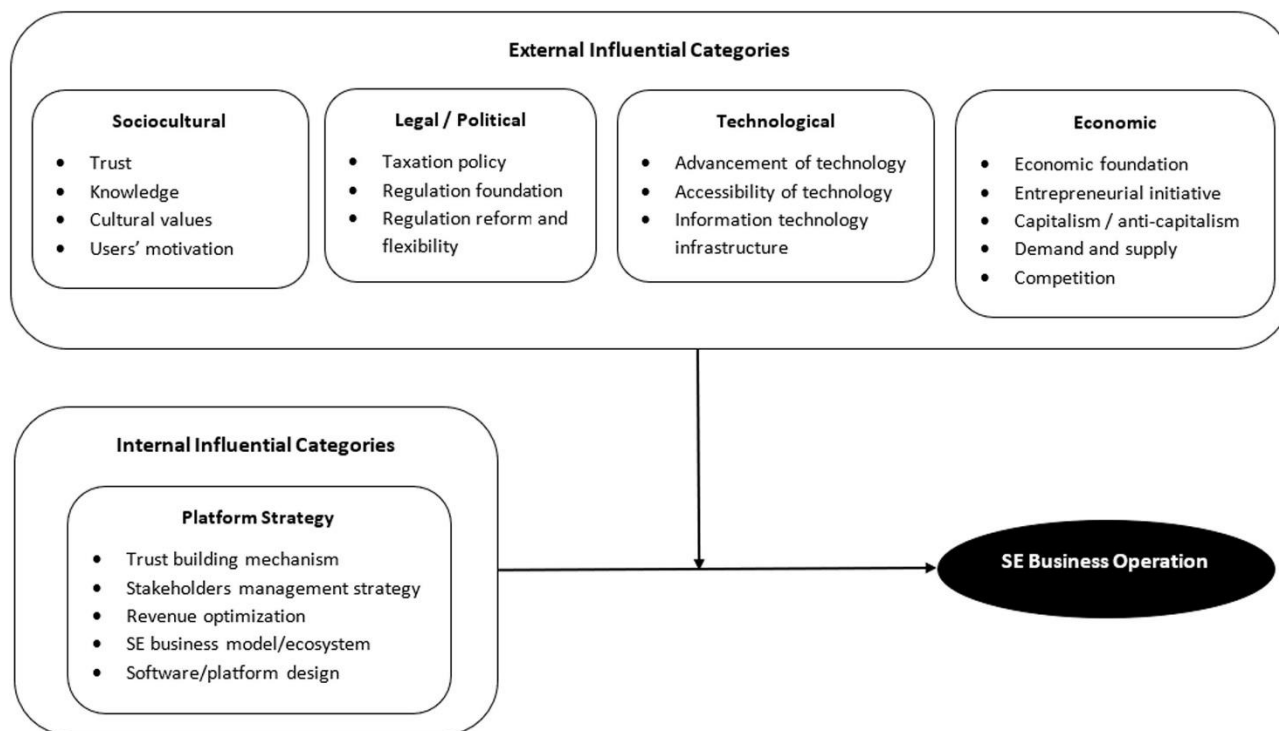 External Influential Categories
Sociocultural
• Trust
• Knowledge
• Cultural values
• Users’ motivation
Legal / Political
• Taxation policy
• Regulation foundation
• Regulation reform and
flexibility
Technological
• Advancement of technology
• Accessibility of technology
• Information technology
infrastructure
Economic
• Economic foundation
• Entrepreneurial initiative
• Capitalism / anti-capitalism
• Demand and supply
• Competition
Internal Influential Categories
Platform Strategy
• Trust building mechanism
• Stakeholders management strategy
• Revenue optimization
• SE business model/ecosystem
• Software/platform design
SE Business Operation